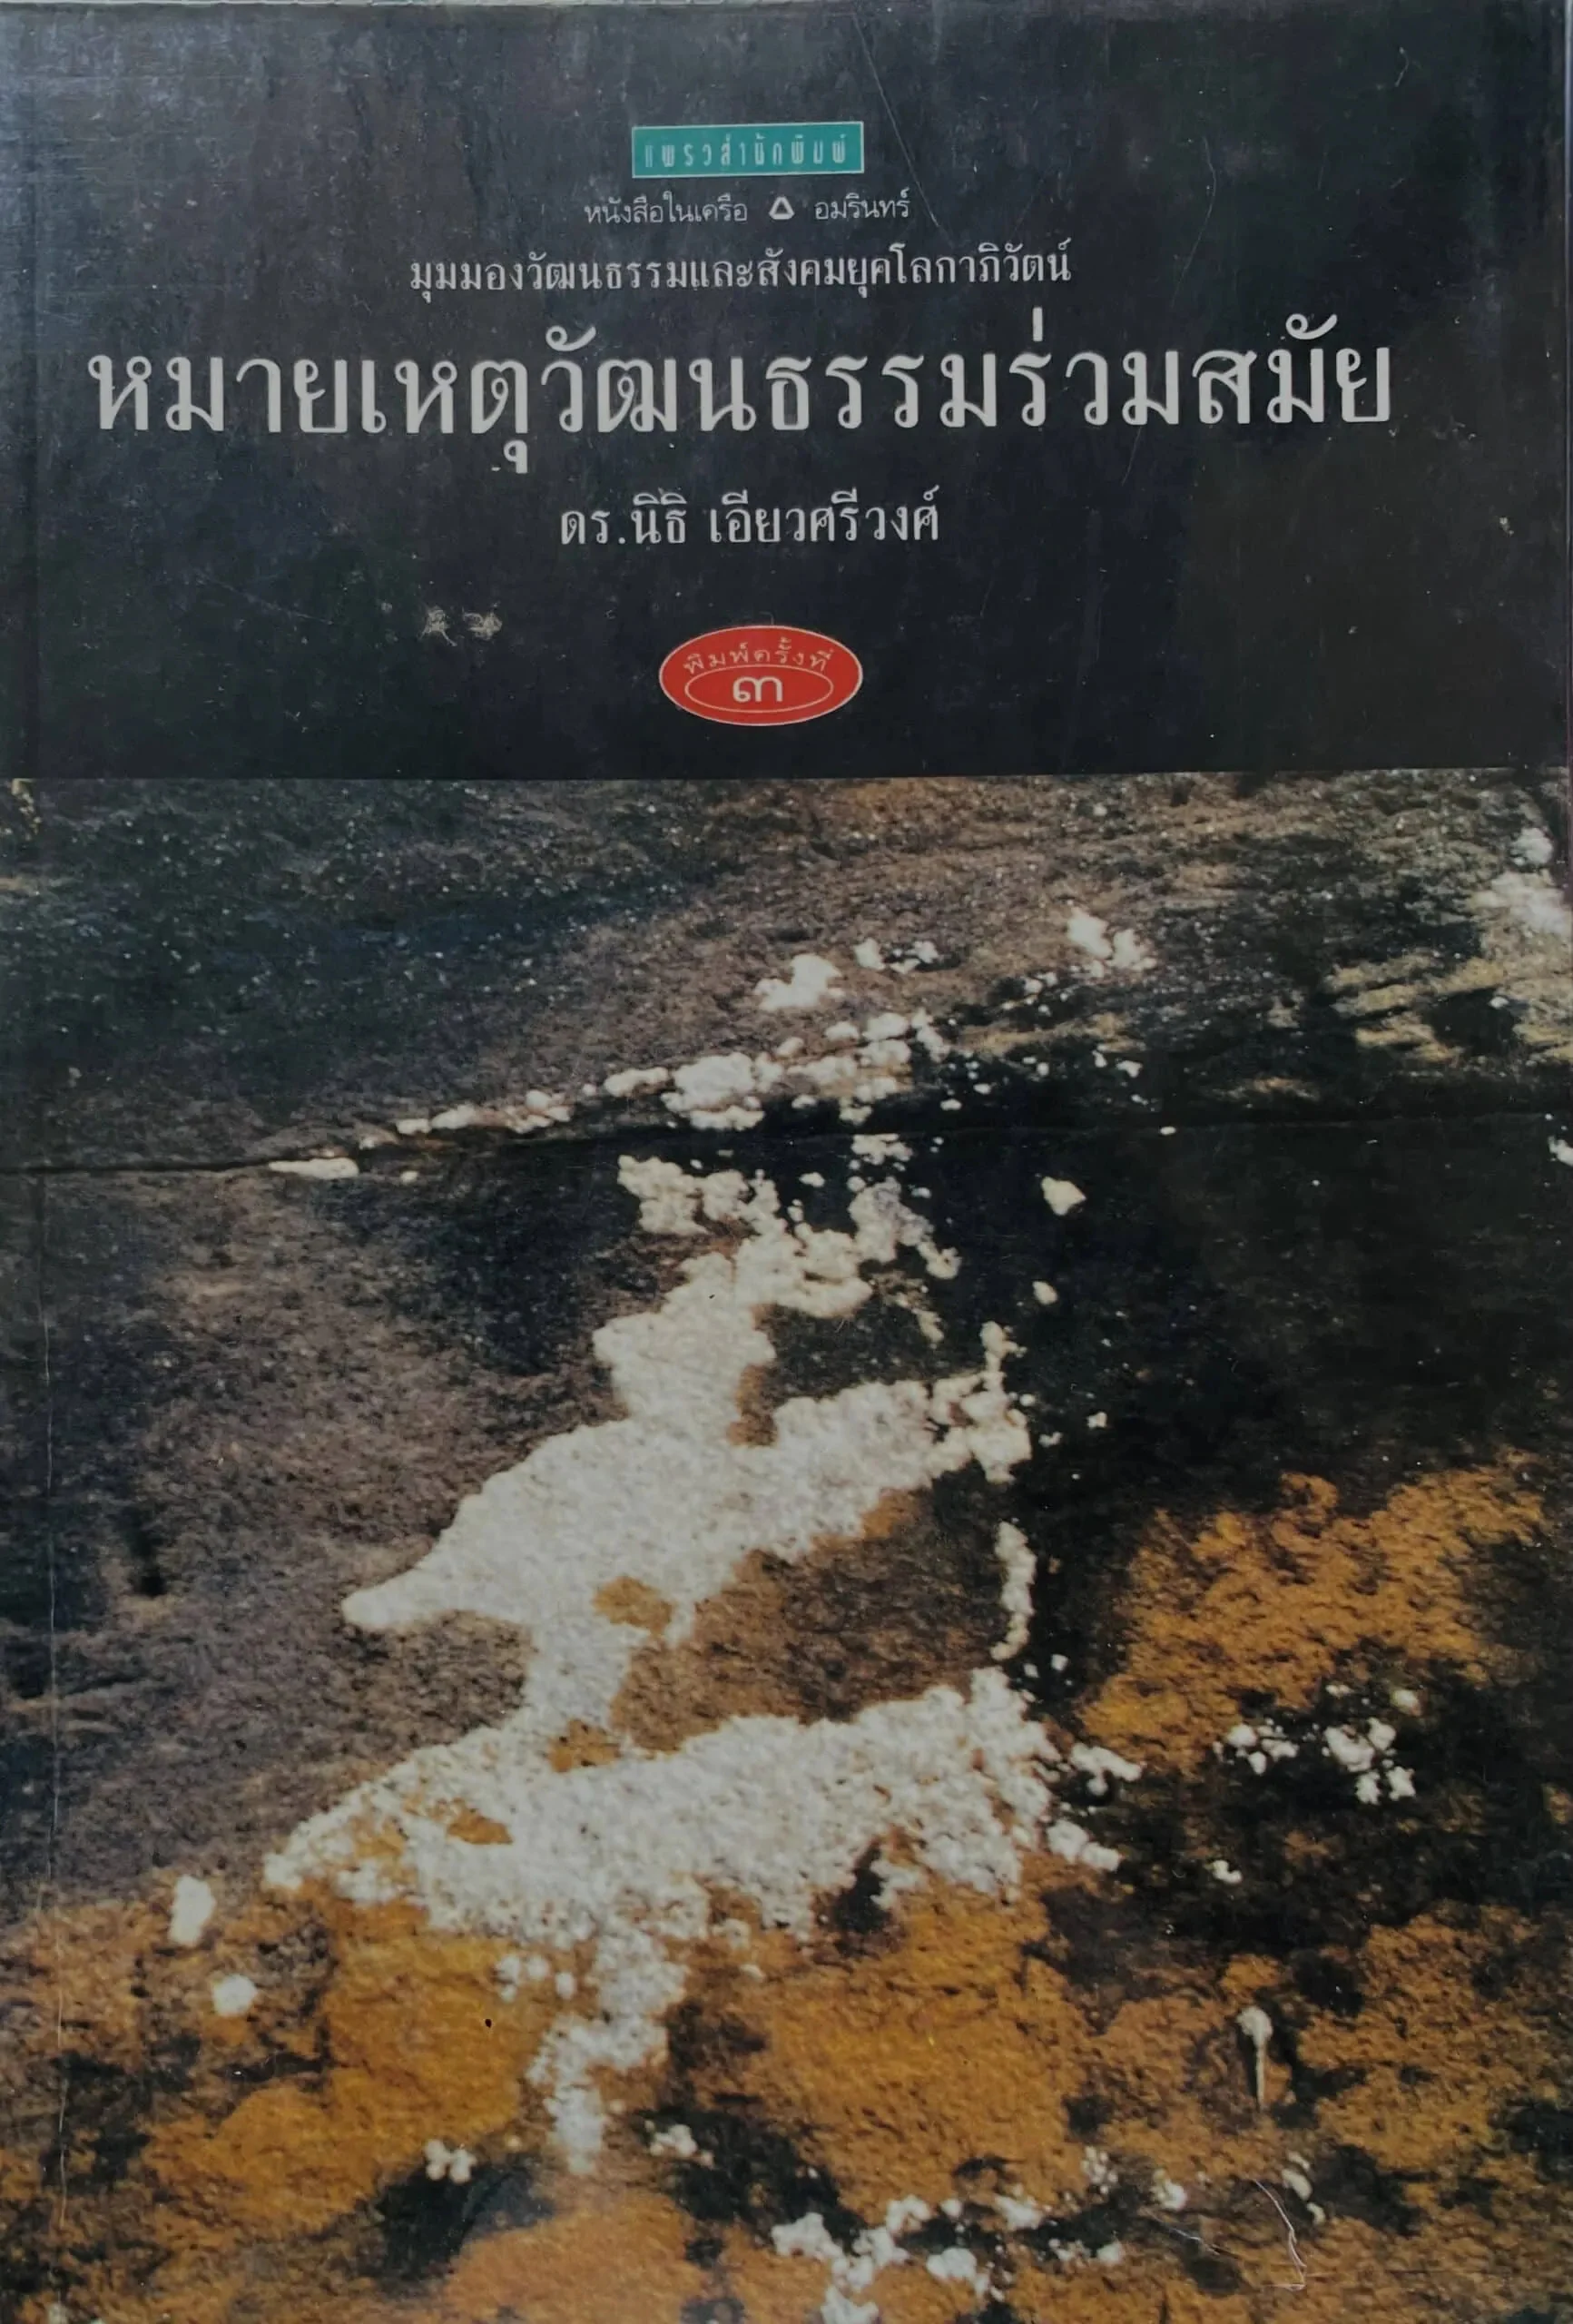 แพรวสำนักพิมพ์
หนังสือในเครือ อมรินทร์
มุมมองวัฒนธรรมและสังคมยุคโลกาภิวัตน์
หมายเหตุวัฒนธรรมร่วมสมัย
ดร.นิธิ เอียวศรีวงศ์
พิมพ์ครั้งที่
๓